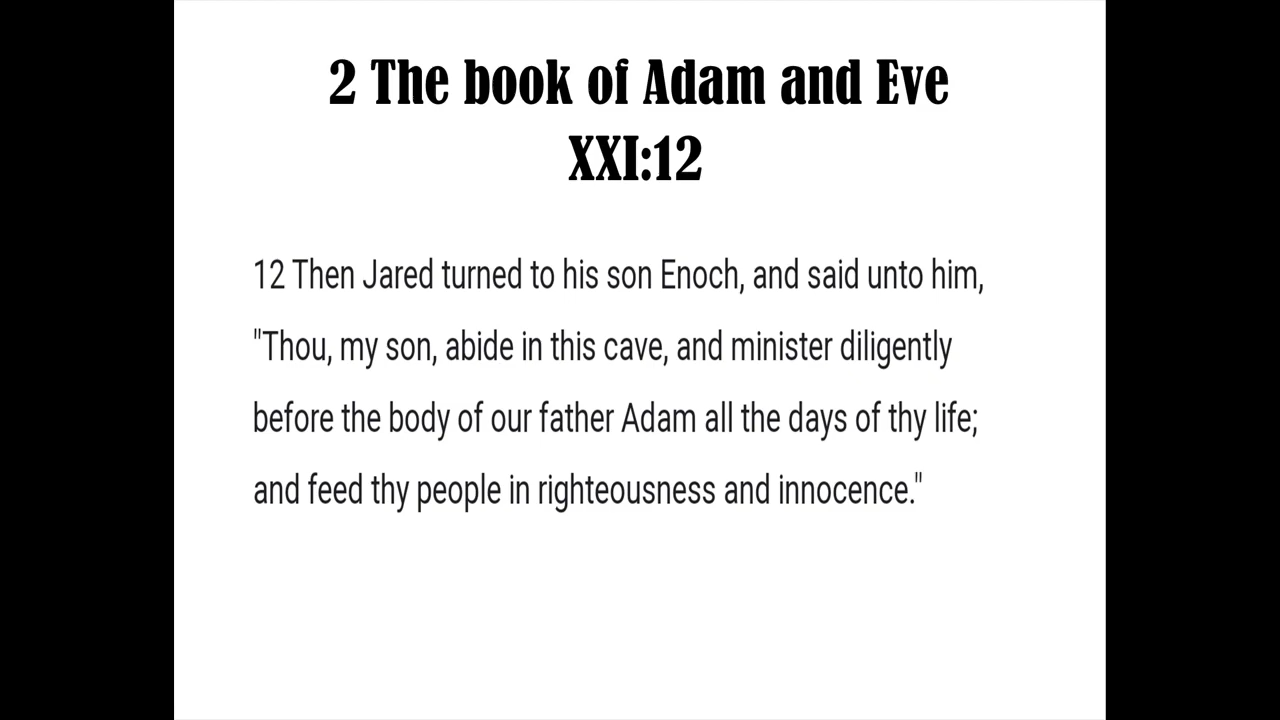 2 The book of Adam and Eve
XXI:12
12 Then Jared turned to his son Enoch, and said unto him,
"Thou, my son, abide in this cave, and minister diligently
before the body of our father Adam all the days of thy life;
and feed thy people in righteousness and innocence."